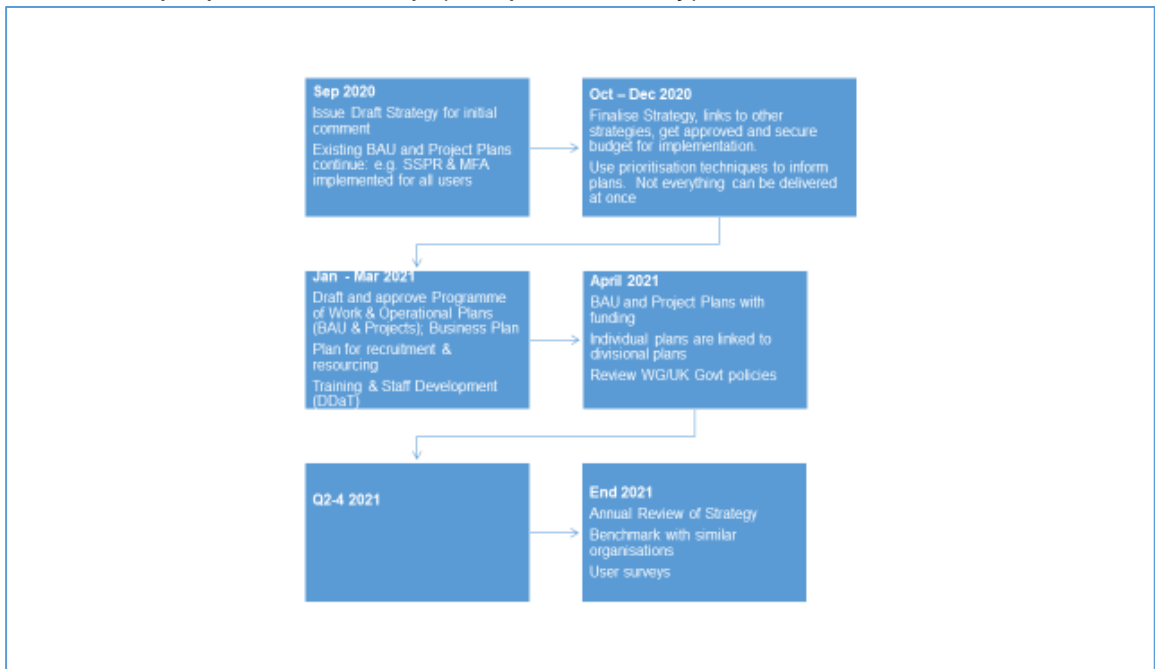 Sep 2020
Issue Draft Strategy for initial
comment
Existing BAU and Project Plans
continue: e.g. SSPR & MFA
implemented for all users
Oct – Dec 2020
Finalise Strategy, links to other
strategies, get approved and secure
budget for implementation.
Use prioritisation techniques to inform
plans. Not everything can be delivered
at once
Jan - Mar 2021
Draft and approve Programme
of Work & Operational Plans
(BAU & Projects); Business Plan
Plan for recruitment &
resourcing
Training & Staff Development
(DDaT)
April 2021
BAU and Project Plans with
funding
Individual plans are linked to
divisional plans
Review WG/UK Govt policies
Q2-4 2021
End 2021
Annual Review of Strategy
Benchmark with similar
organisations
User surveys